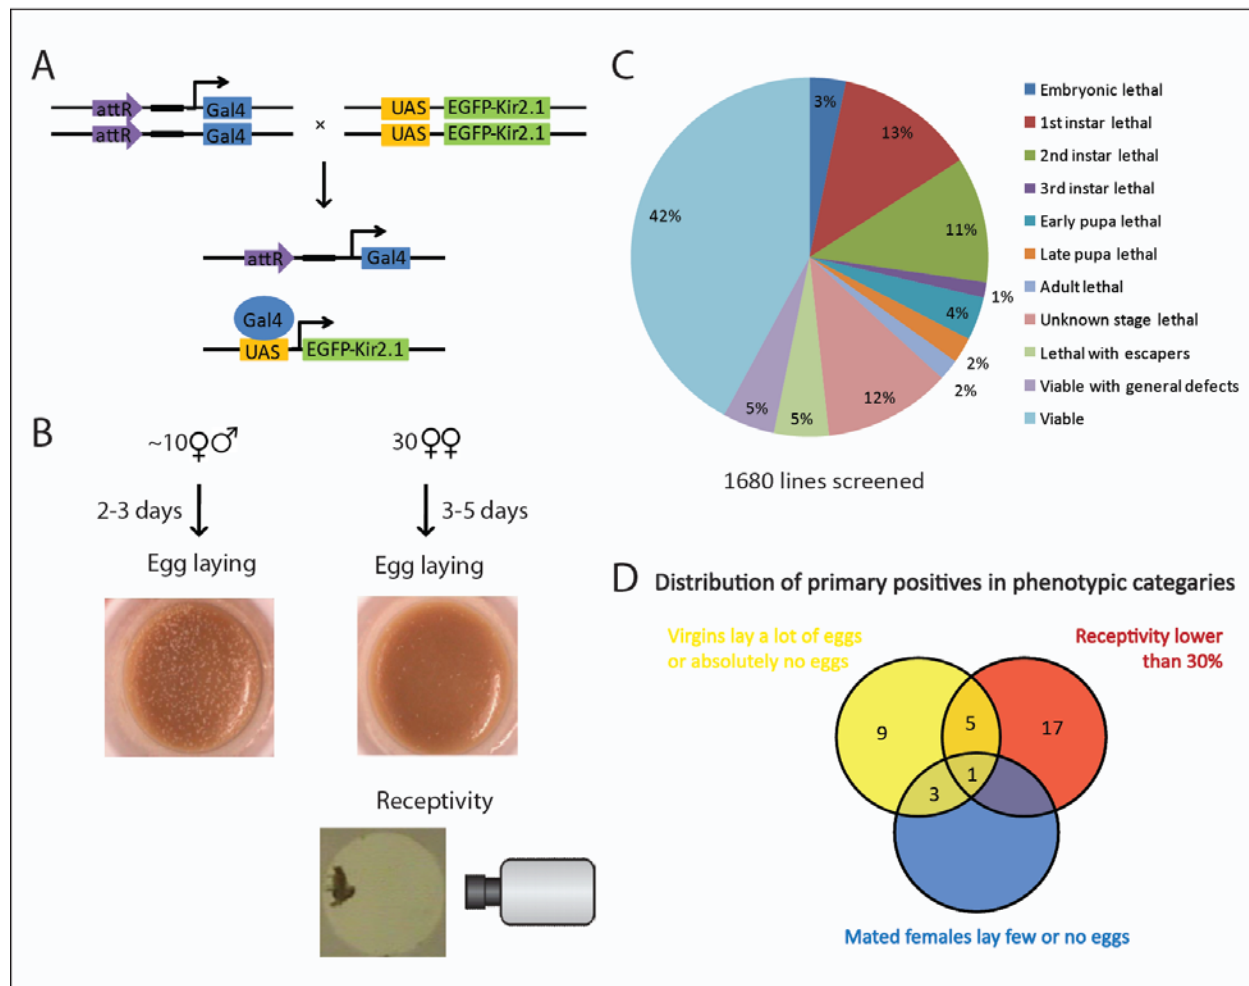 A
attR
Gal4
attR
Gal4
×
UAS
EGFP-Kir2.1
UAS
EGFP-Kir2.1
attR
Gal4
Gal4
UAS
EGFP-Kir2.1
B
~10♀♂
30♀♀
2-3 days
3-5 days
Egg laying
Egg laying
Receptivity
C
3%
13%
11%
1%
4%
2%
2%
12%
5%
5%
42%
Embryonic lethal
1st instar lethal
2nd instar lethal
3rd instar lethal
Early pupa lethal
Late pupa lethal
Adult lethal
Unknown stage lethal
Lethal with escapers
Viable with general defects
Viable
1680 lines screened
D Distribution of primary positives in phenotypic categaries
Virgins lay a lot of eggs
or absolutely no eggs
Receptivity lower
than 30%
9
5
17
1
3
Mated females lay few or no eggs